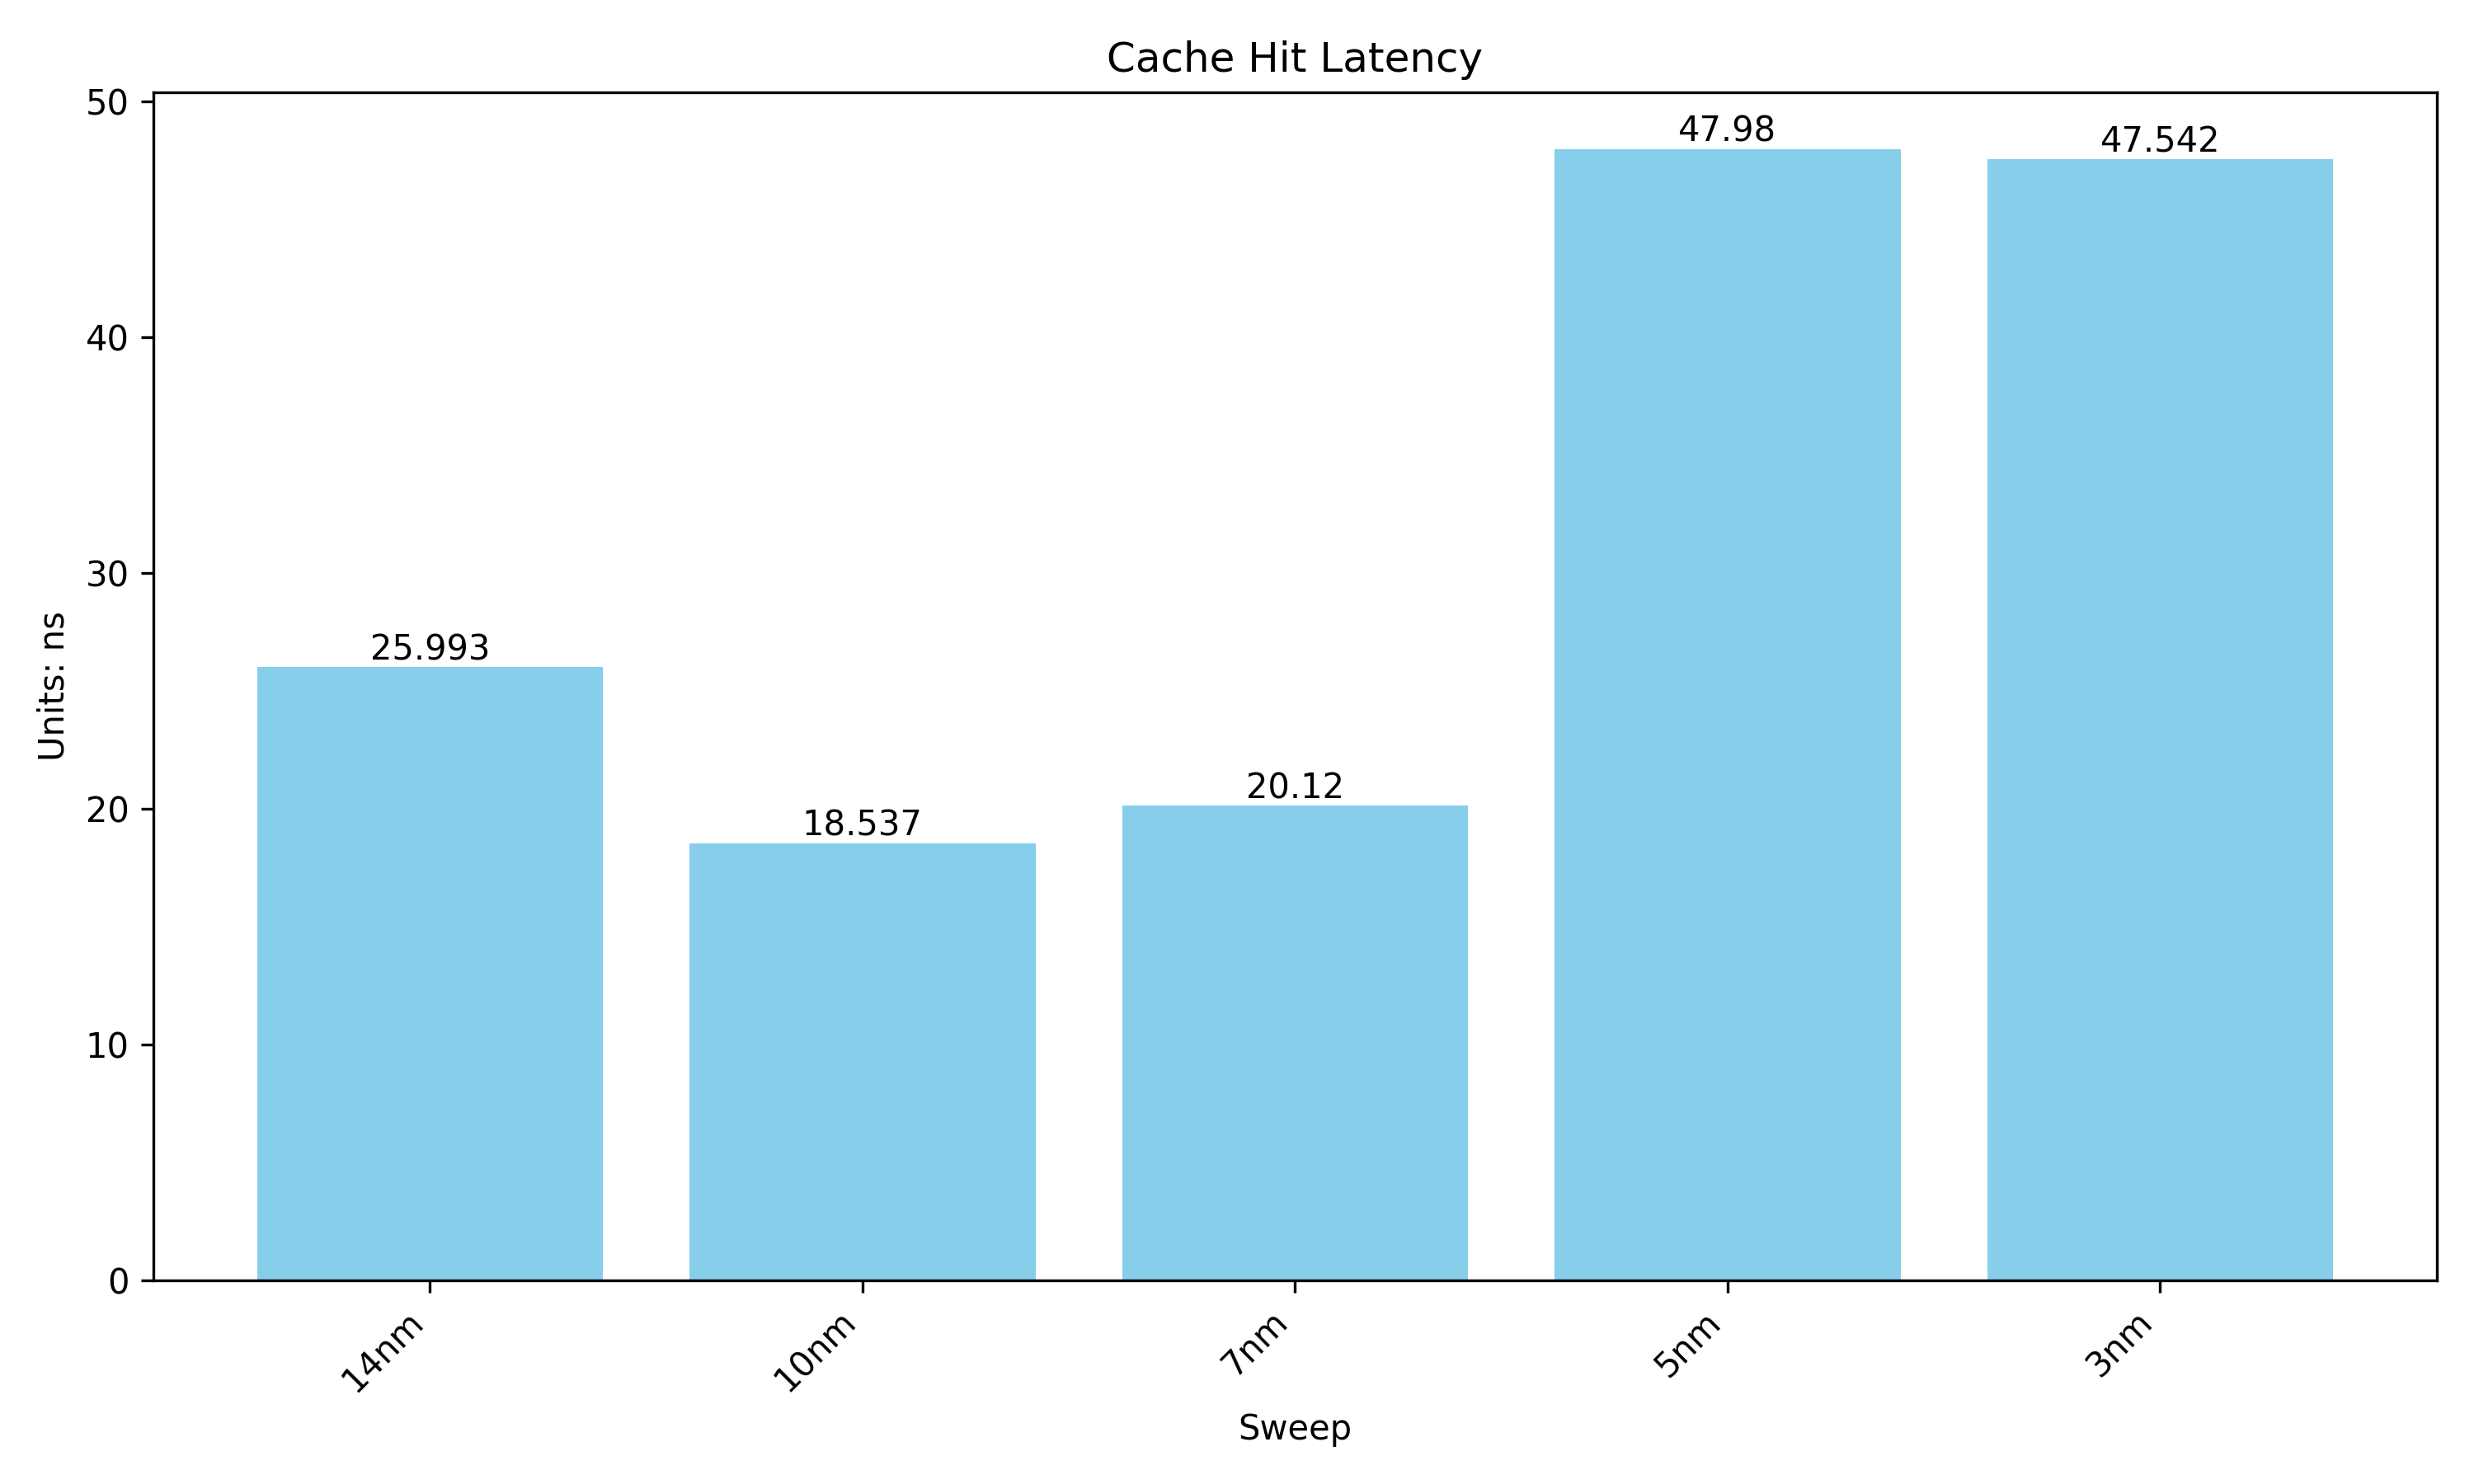 Cache Hit Latency
50
40
30
20
10
0
Units: ns
25.993
18.537
20.12
47.98
47.542
14nm
10nm
7nm
5nm
3nm
Sweep